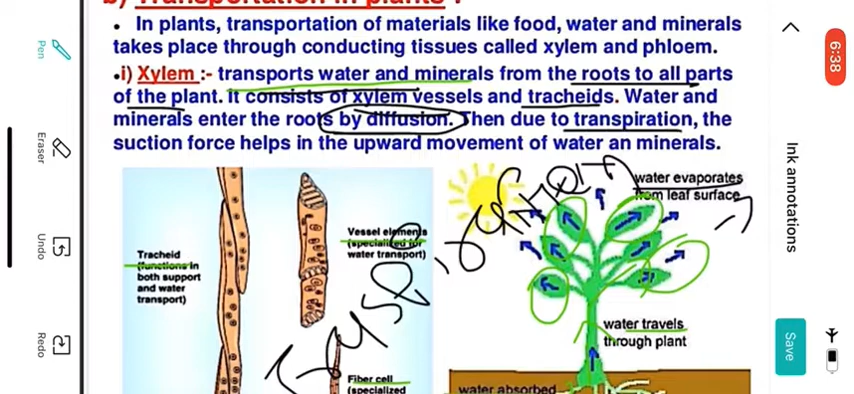 b) Transportation in plants :
• In plants, transportation of materials like food, water and minerals
takes place through conducting tissues called xylem and phloem.
•i) Xylem :- transports water and minerals from the roots to all parts
of the plant. It consists of xylem vessels and tracheids. Water and
minerals enter the roots by diffusion. Then due to transpiration, the
suction force helps in the upward movement of water an minerals.
Tracheid
(functions in
both support
and water
transport)
Vessel elements
(specialized for
water transport)
Fiber cell
(specialized
water evaporates
from leaf surface
water travels
through plant
water absorbed
Pen
Eraser
Undo
Redo
6:38
Ink annotations
Save